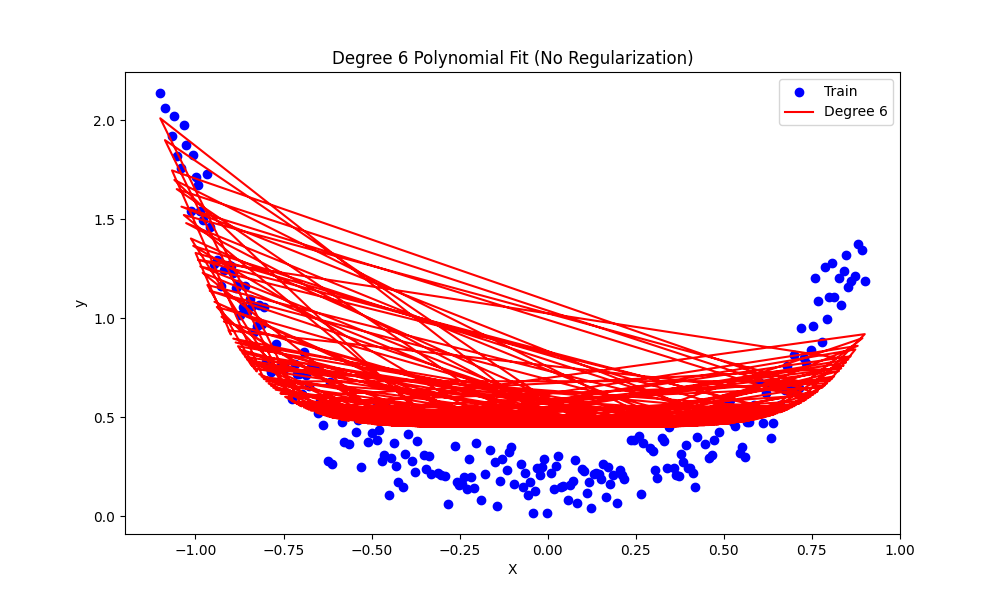 Degree 6 Polynomial Fit (No Regularization)
Train
Degree 6
2.0
1.5
1.0
0.5
0.0
y
−1.00 −0.75 −0.50 −0.25 0.00 0.25 0.50 0.75 1.00
X